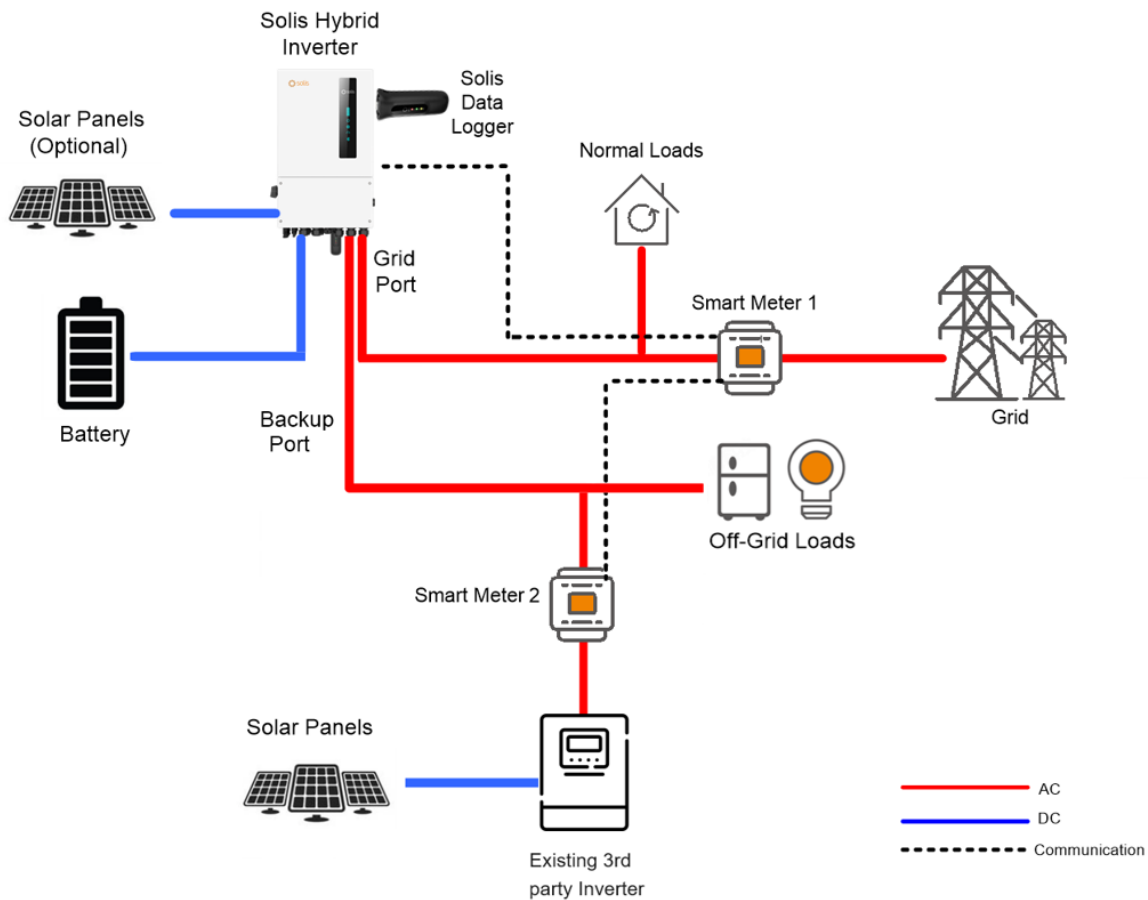 Solis Hybrid
Inverter
solis
Solis
Data
Logger
Solar Panels
(Optional)
Normal Loads
Grid
Port
Smart Meter 1
Backup
Port
Battery
Grid
Off-Grid Loads
Smart Meter 2
Solar Panels
AC
DC
Communication
Existing 3rd
party Inverter